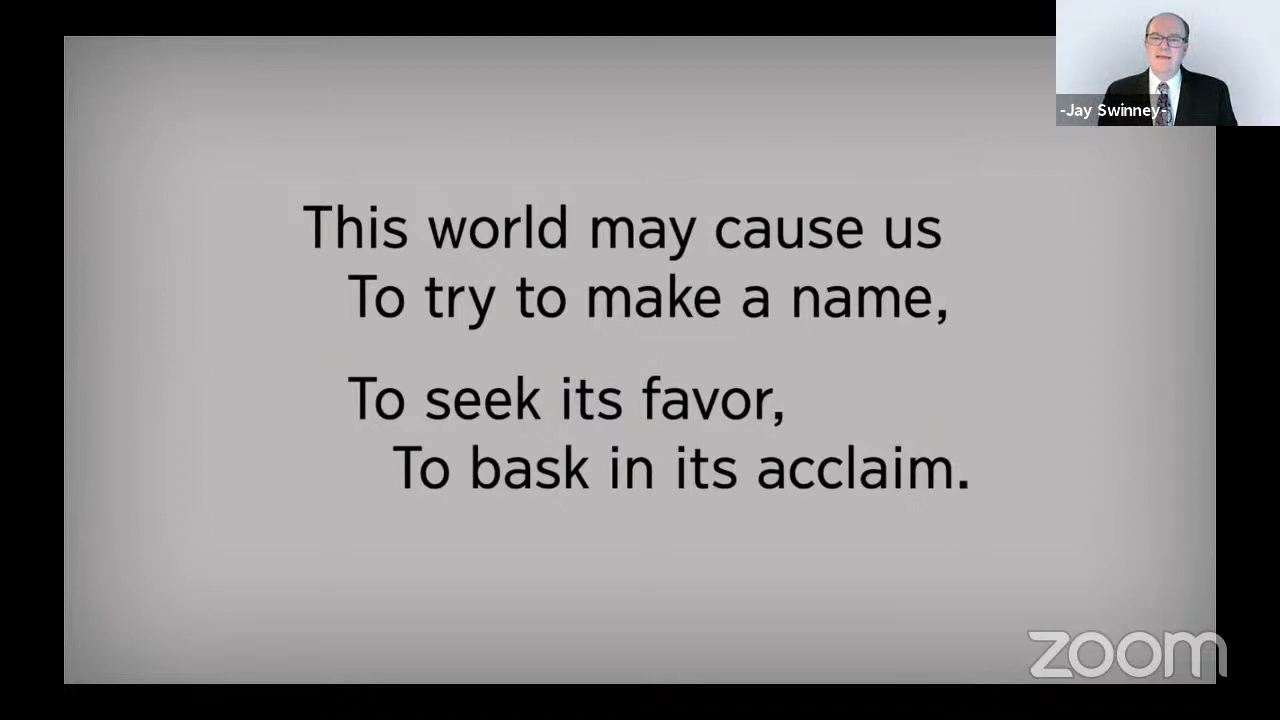 -Jay Swinney-
This world may cause us
To try to make a name,
To seek its favor,
To bask in its acclaim.
zoom